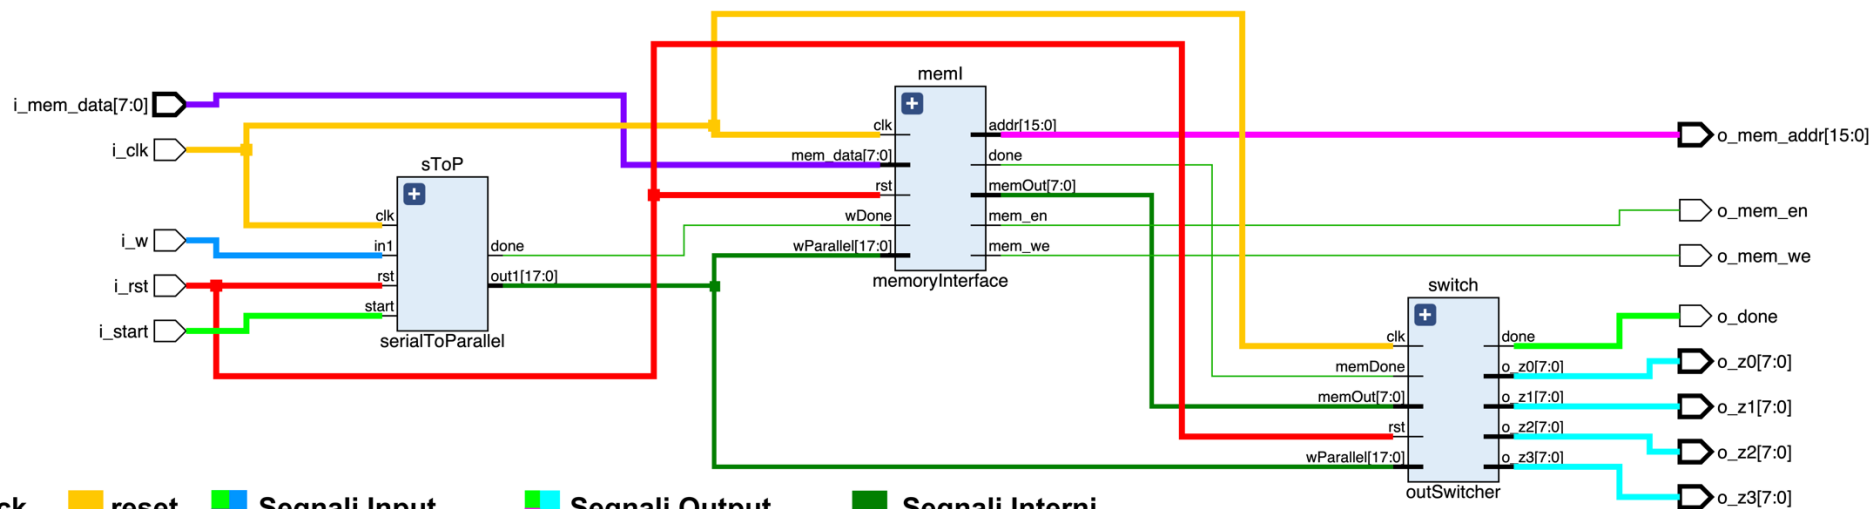 i_mem_data[7:0]
i_clk
i_w
i_rst
i_start
sToP
clk
in1
rst
start
done
out1[17:0]
serialToParallel
memI
clk
mem_data[7:0]
rst
wDone
wParallel[17:0]
addr[15:0]
done
memOut[7:0]
mem_en
mem_we
memoryInterface
switch
clk
memDone
memOut[7:0]
rst
wParallel[17:0]
done
o_z0[7:0]
o_z1[7:0]
o_z2[7:0]
o_z3[7:0]
outSwitcher
o_mem_addr[15:0]
o_mem_en
o_mem_we
o_done
o_z0[7:0]
o_z1[7:0]
o_z2[7:0]
o_z3[7:0]
ck reset Segnali Input Segnali Output Segnali Interni